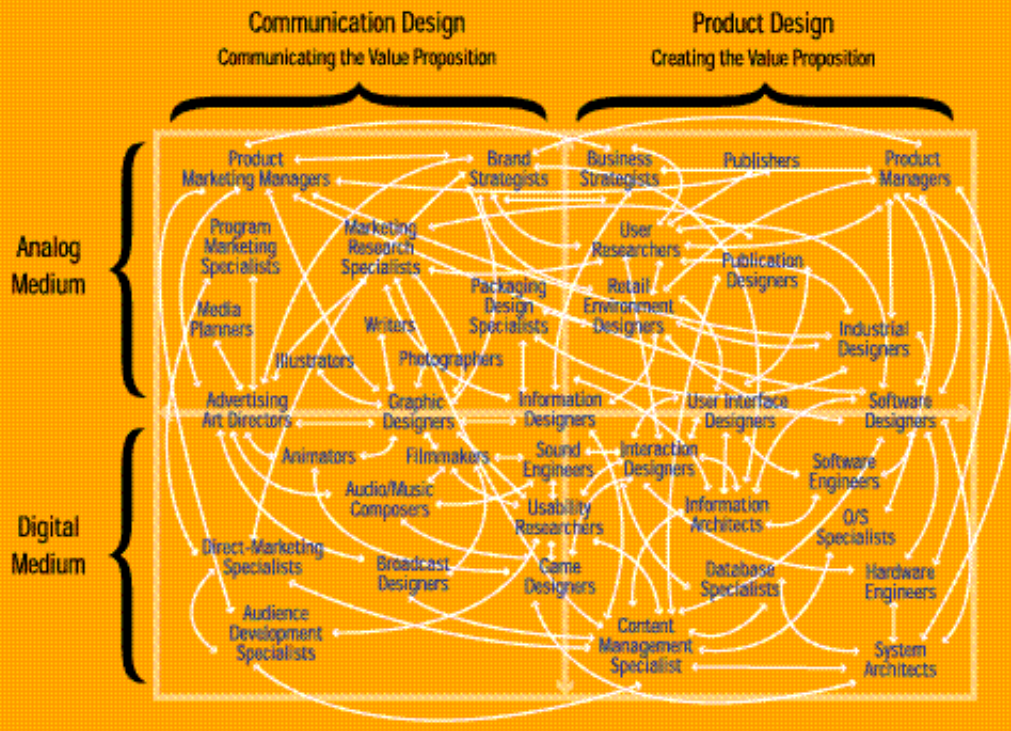 Communication Design
Communicating the Value Proposition
Product Design
Creating the Value Proposition
Analog
Medium
Digital
Medium
Product
Marketing Managers
Brand
Strategists
Business
Strategists
Publishers
Product
Managers
Program
Marketing
Specialists
Marketing
Research
Specialists
User
Researchers
Publication
Designers
Packaging
Design
Specialists
Retail
Environment
Designers
Media
Planners
Writers
Industrial
Designers
Illustrators
Photographers
Advertising
Art Directors
Graphic
Designers
Information
Designers
User Interface
Designers
Software
Designers
Animators
Filmmakers
Sound
Engineers
Interaction
Designers
Software
Engineers
Audio/Music
Composers
Usability
Researchers
Information
Architects
O/S
Specialists
Direct-Marketing
Specialists
Broadcast
Designers
Game
Designers
Database
Specialists
Hardware
Engineers
Audience
Development
Specialists
Content
Management
Specialist
System
Architects